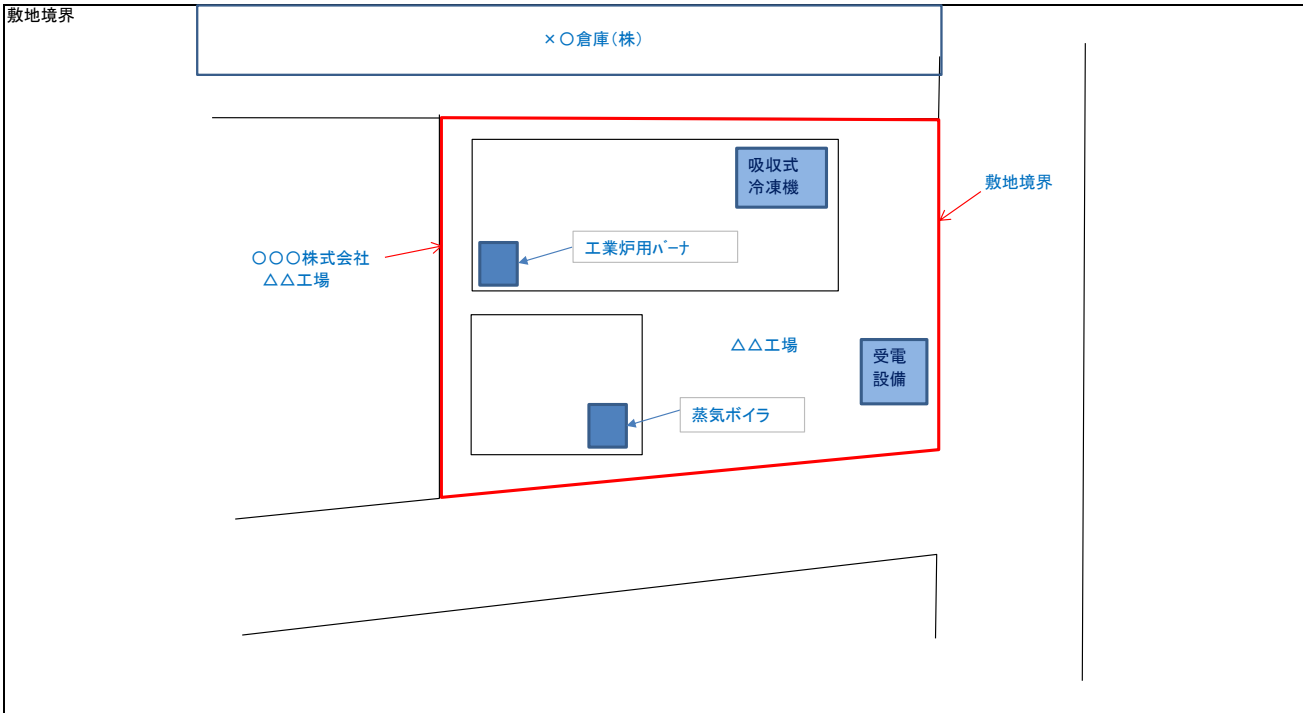 敷地境界
×〇倉庫(株)
吸収式
冷凍機
敷地境界
工業炉用バーナ
〇〇〇株式会社
△△工場
△△工場
受電
設備
蒸気ボイラ